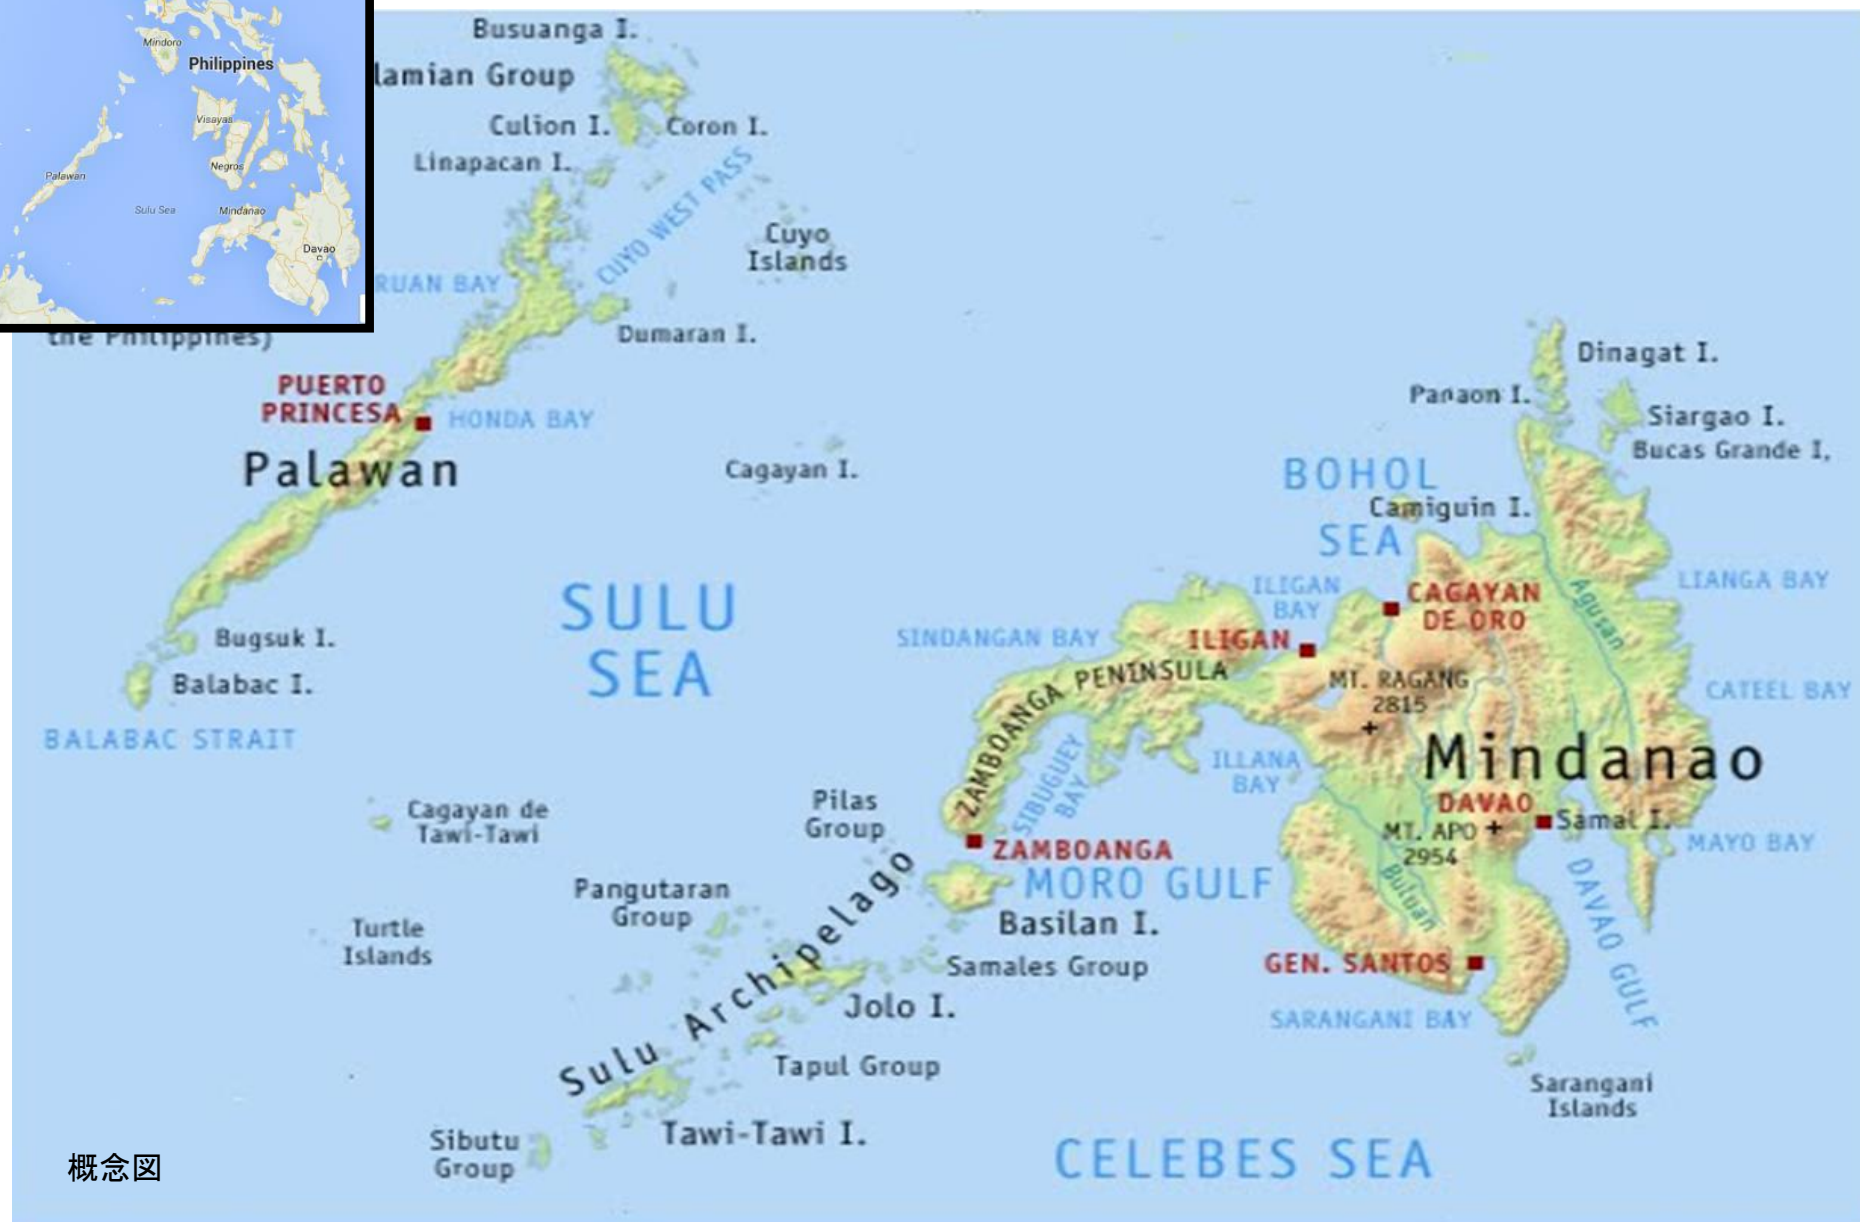 Mindoro
Philippines
Visayas
Negros
Palawan
Sulu Sea
Mindanao
Davao
Busuanga I.
lamian Group
Culion I.
Coron I.
Linapacan I.
CUYO WEST PASS
Cuyo
Islands
RUAN BAY
Dumaran I.
the Philippines)
PUERTO
PRINCESA
HONDA BAY
Palawan
Cagayan I.
Dinagat I.
Panaon I.
Siargao I.
Bucas Grande I.
BOHOL
SEA
Camiguin I.
SULU
SEA
ILIGAN
BAY
CAGAYAN
DE ORO
Agusan
LIANGA BAY
SINDANGAN BAY
ILIGAN
Bugsuk I.
Balabac I.
BALABAC STRAIT
ZAMBOANGA PENINSULA
MT. RAGANG
2815
CATEEL BAY
SIBUGUEY
BAY
ILLANA
BAY
Mindanao
Cagayan de
Tawi-Tawi
Pilas
Group
DAVAO
Samal I.
MT. APO
2954
MAYO BAY
ZAMBOANGA
MORO GULF
Buluan
DAVAO GULF
Pangutaran
Group
Basilan I.
Turtle
Islands
Sulu Archipelago
Samales Group
GEN. SANTOS
Jolo I.
SARANGANI BAY
Tapul Group
Sarangani
Islands
Tawi-Tawi I.
Sibutu
Group
CELEBES SEA
概念図